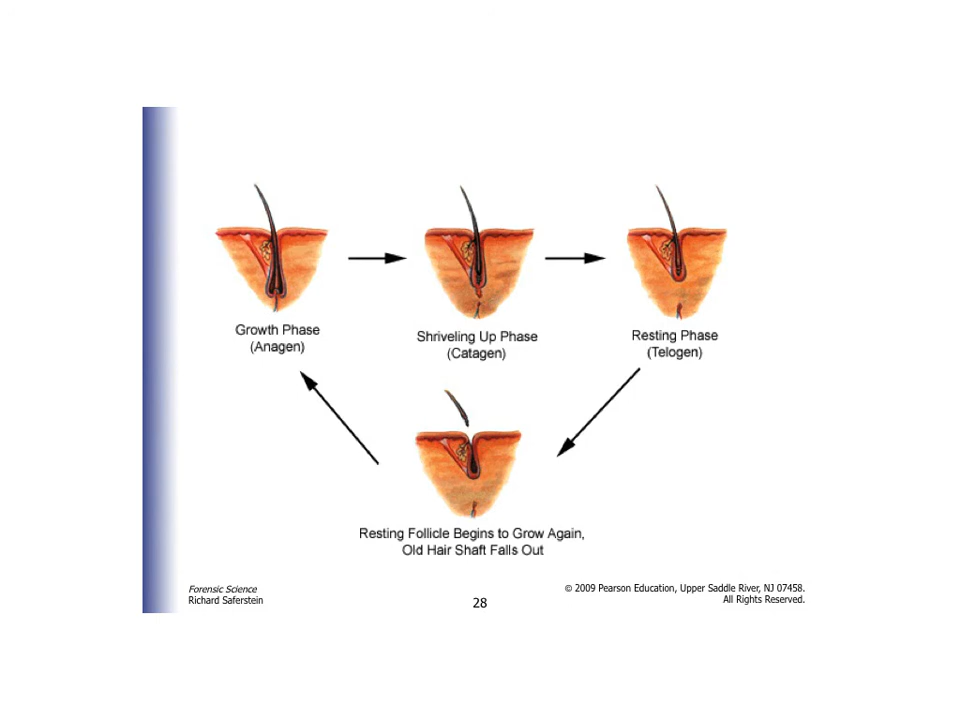 Growth Phase
(Anagen)
Shriveling Up Phase
(Catagen)
Resting Phase
(Telogen)
Resting Follicle Begins to Grow Again,
Old Hair Shaft Falls Out
Forensic Science
Richard Saferstein
28
© 2009 Pearson Education, Upper Saddle River, NJ 07458.
All Rights Reserved.